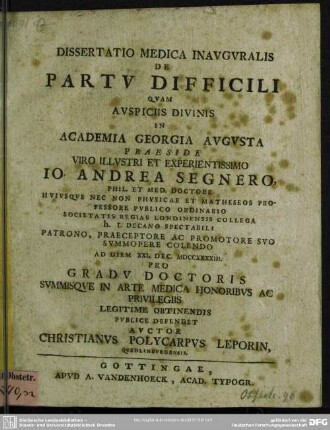 DISSERTATIO MEDICA INAVGVRALIS
DE
PARTV DIFFICILI
QVAM
AVSPICIIS DIVINIS
IN
ACADEMIA GEORGIA AVGVSTA
PRAESIDE
VIRO ILLVSTRI ET EXPERIENTISSIMO
IO. ANDREA SEGNERO,
PHIL. ET MED. DOCTORE
HVIVSQVE NEC NON PHYSICAE ET MATHESEOS PRO-
FESSORE PVBLICO ORDINARIO
SOCIETATIS REGIAE LONDINENSIS COLLEGA
h. t. DECANO SPECTABILI
PATRONO, PRAECEPTORE AC PROMOTORE SVO
SVMMOPERE COLENDO
AD DIEM XXI. DEC. MDCCXXXXIII.
PRO
GRADV DOCTORIS
SVMMISQVE IN ARTE MEDICA HONORIBVS AC
PRIVILEGIIS
LEGITIME OBTINENDIS
PVBLICE DEFENDET
AVCTOR
CHRISTIANVS POLYCARPVS LEPORIN,
QVEDLINBVRGENSIS.
GOTTINGAE,
APVD A. VANDENHOECK, ACAD. TYPOGR.
Obstetr.